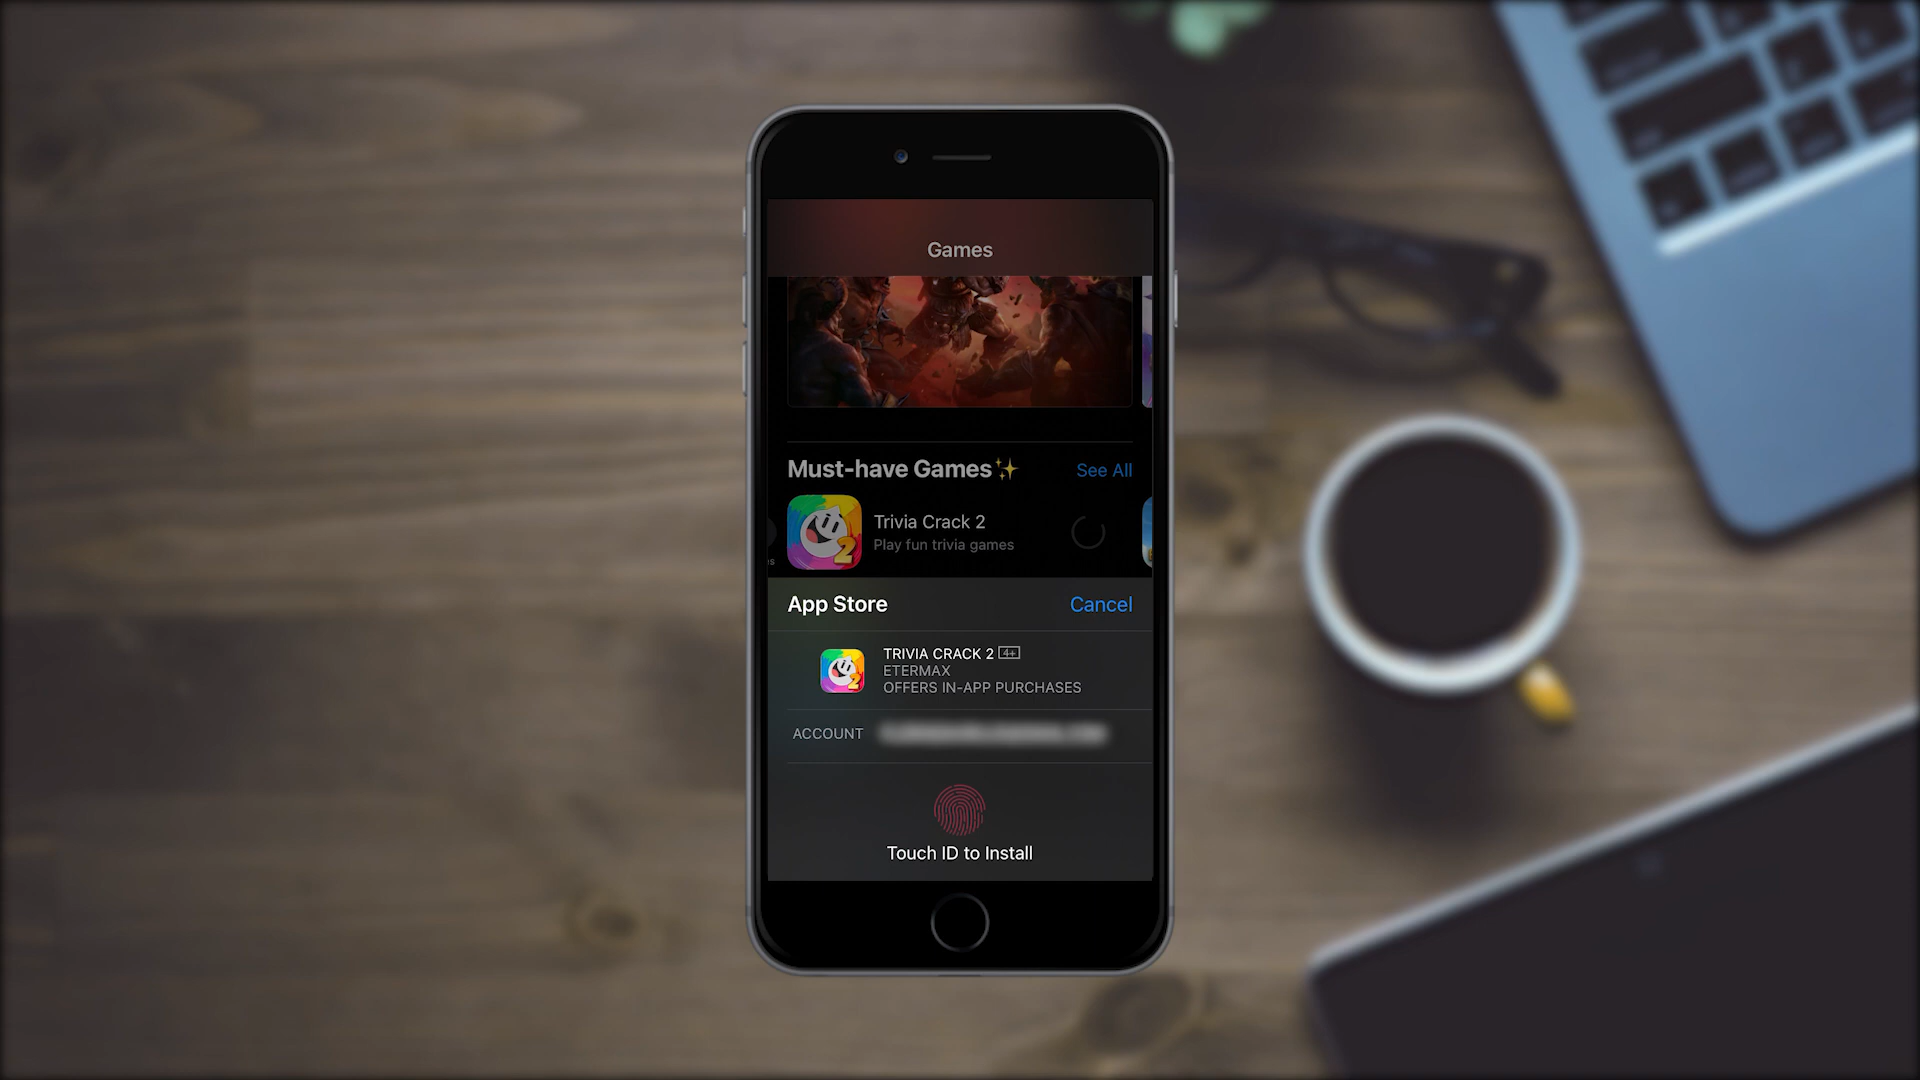 Games
Must-have Games✨
See All
Trivia Crack 2
Play fun trivia games
App Store
Cancel
TRIVIA CRACK 2 4+
ETERMAX
OFFERS IN-APP PURCHASES
ACCOUNT
Touch ID to Install